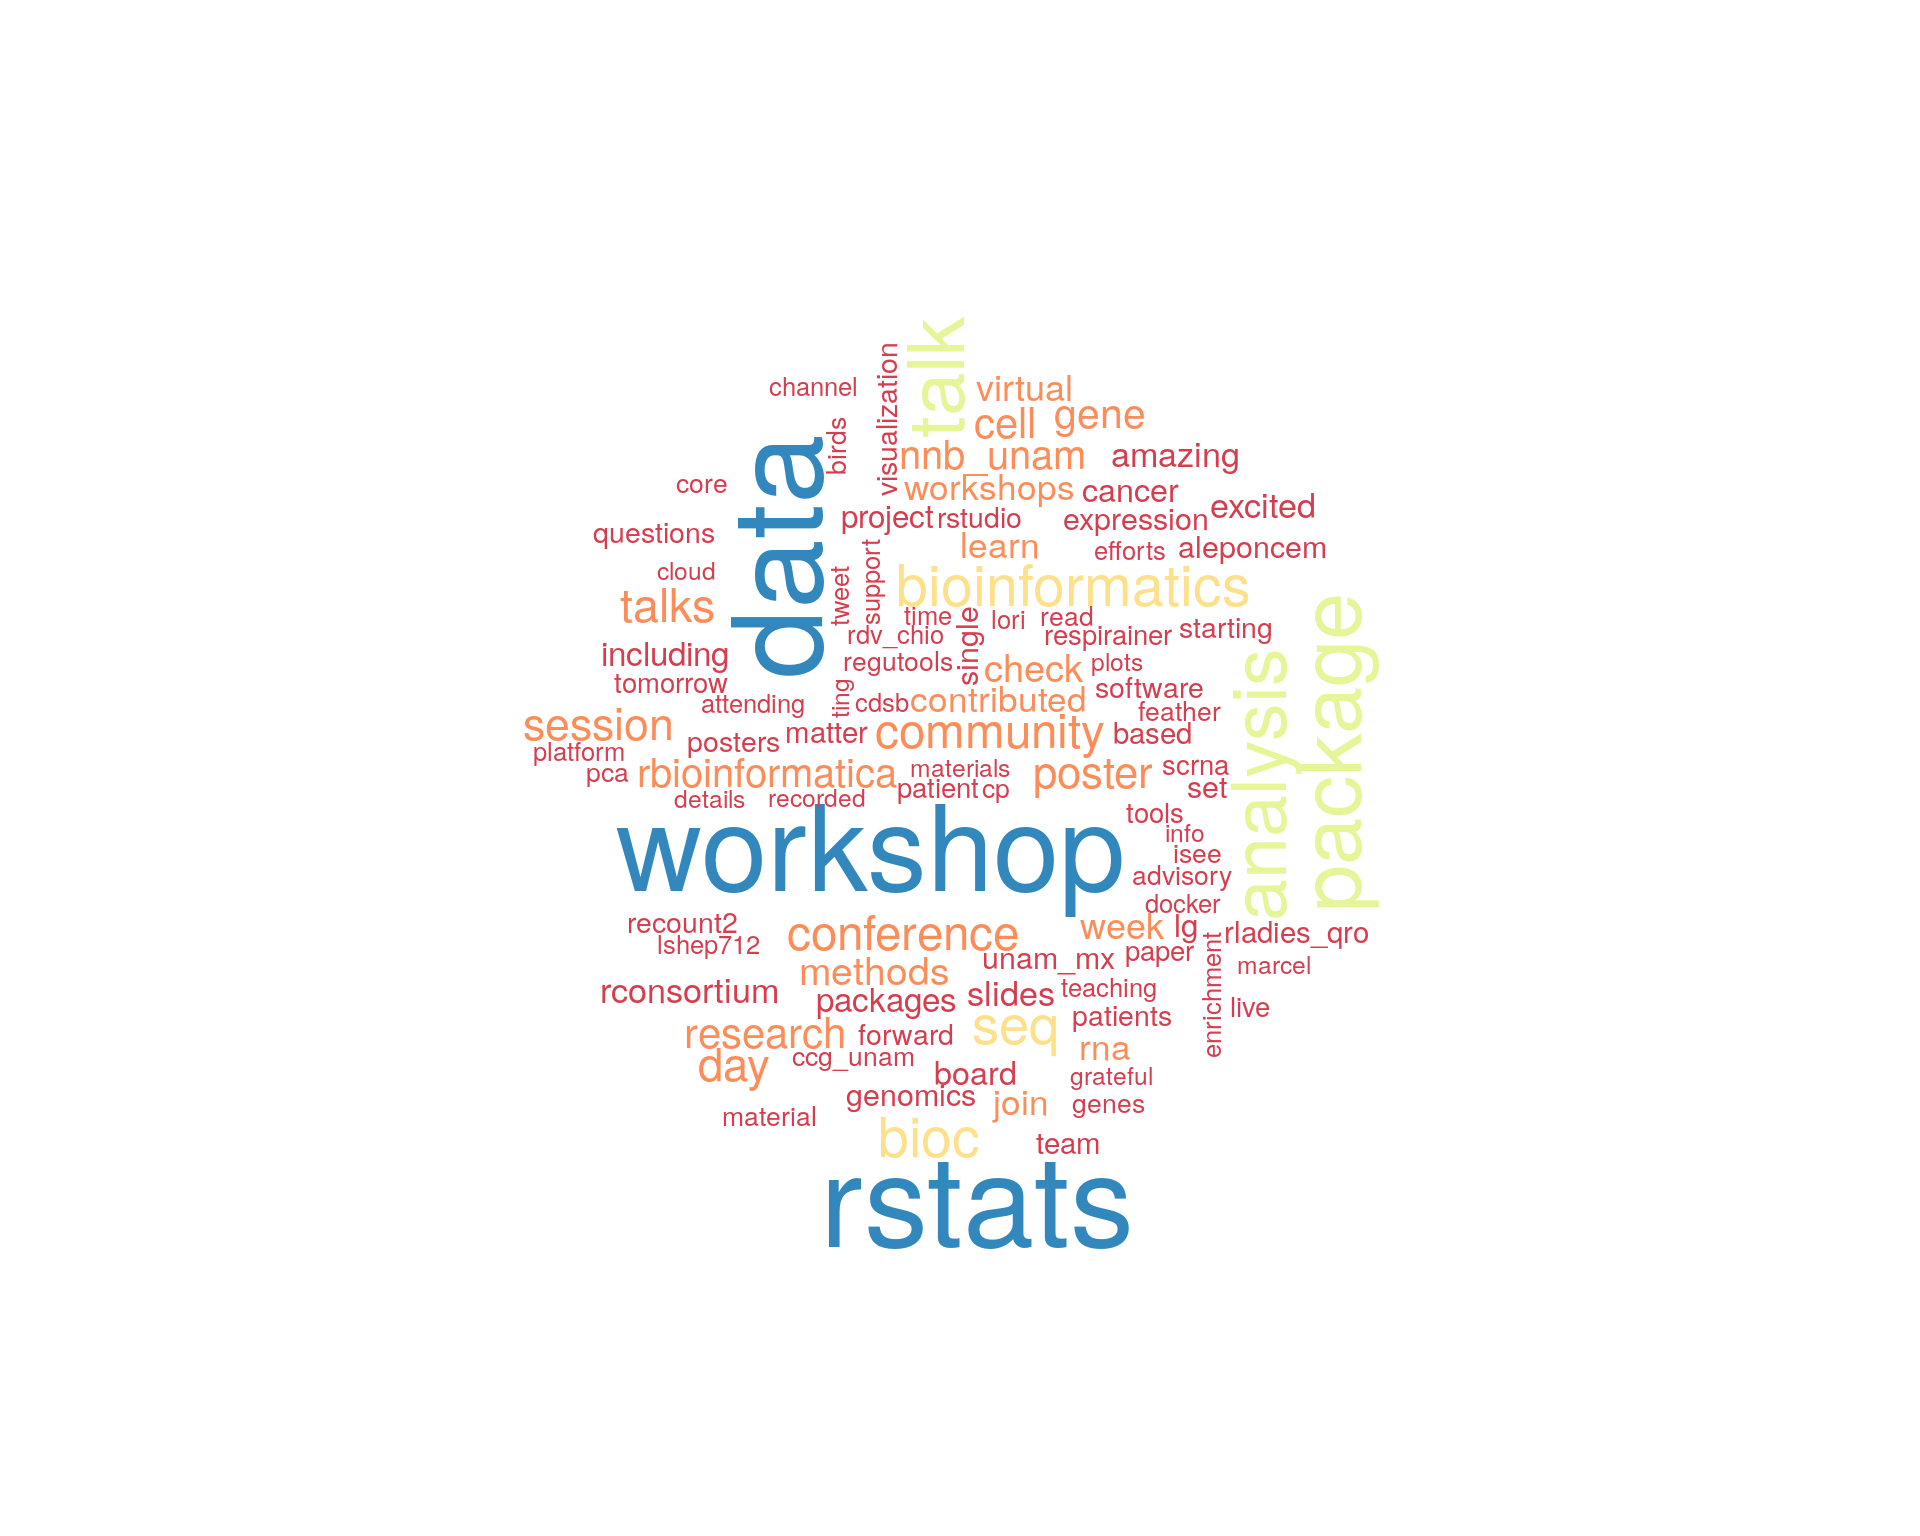 talk
channel
visualization
virtual
birds
cell
gene
data
nnb_unam
amazing
core
workshops
cancer
excited
project
rstudio
expression
questions
learn
efforts
aleponcem
cloud
tweet
support
bioinformatics
talks
time
single
lori
read
rdv_chio
respirainer
starting
package
including
regutools
check
plots
analysis
tomorrow
attending
ting
cdsb
contributed
software
feather
session
posters
matter
community
based
platform
pca
rbioinformatica
materials
poster
scrna
details
recorded
patient
cp
set
workshop
tools
info
isee
advisory
docker
recount2
conference
week
lg
rladies_qro
lshep712
unam_mx
paper
enrichment
marcel
methods
rconsortium
packages
slides
teaching
live
research
forward
seq
patients
day
ccg_unam
rna
board
grateful
genomics
join
genes
material
bioc
team
rstats